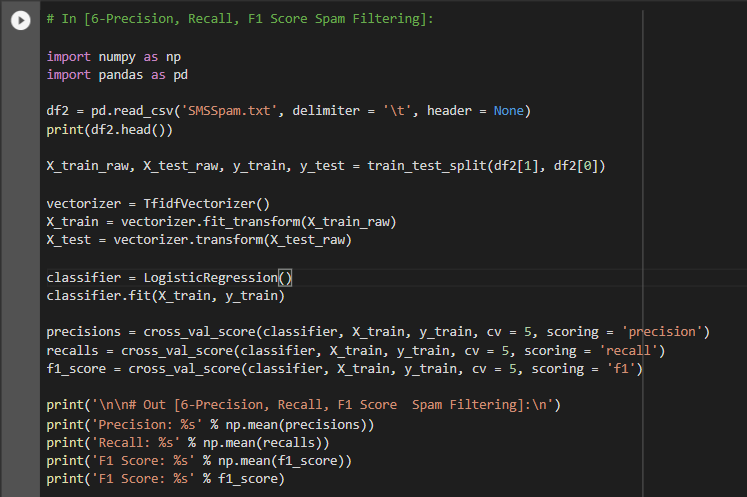 # In [6-Precision, Recall, F1 Score Spam Filtering]:
import numpy as np
import pandas as pd
df2 = pd.read_csv('SMSSpam.txt', delimiter = '\t', header = None)
print(df2.head())
X_train_raw, X_test_raw, y_train, y_test = train_test_split(df2[1], df2[0])
vectorizer = TfidfVectorizer()
X_train = vectorizer.fit_transform(X_train_raw)
X_test = vectorizer.transform(X_test_raw)
classifier = LogisticRegression()
classifier.fit(X_train, y_train)
precisions = cross_val_score(classifier, X_train, y_train, cv = 5, scoring = 'precision')
recalls = cross_val_score(classifier, X_train, y_train, cv = 5, scoring = 'recall')
f1_score = cross_val_score(classifier, X_train, y_train, cv = 5, scoring = 'f1')
print('\n\n# Out [6-Precision, Recall, F1 Score  Spam Filtering]:\n')
print('Precision: %s' % np.mean(precisions))
print('Recall: %s' % np.mean(recalls))
print('F1 Score: %s' % np.mean(f1_score))
print('F1 Score: %s' % f1_score)